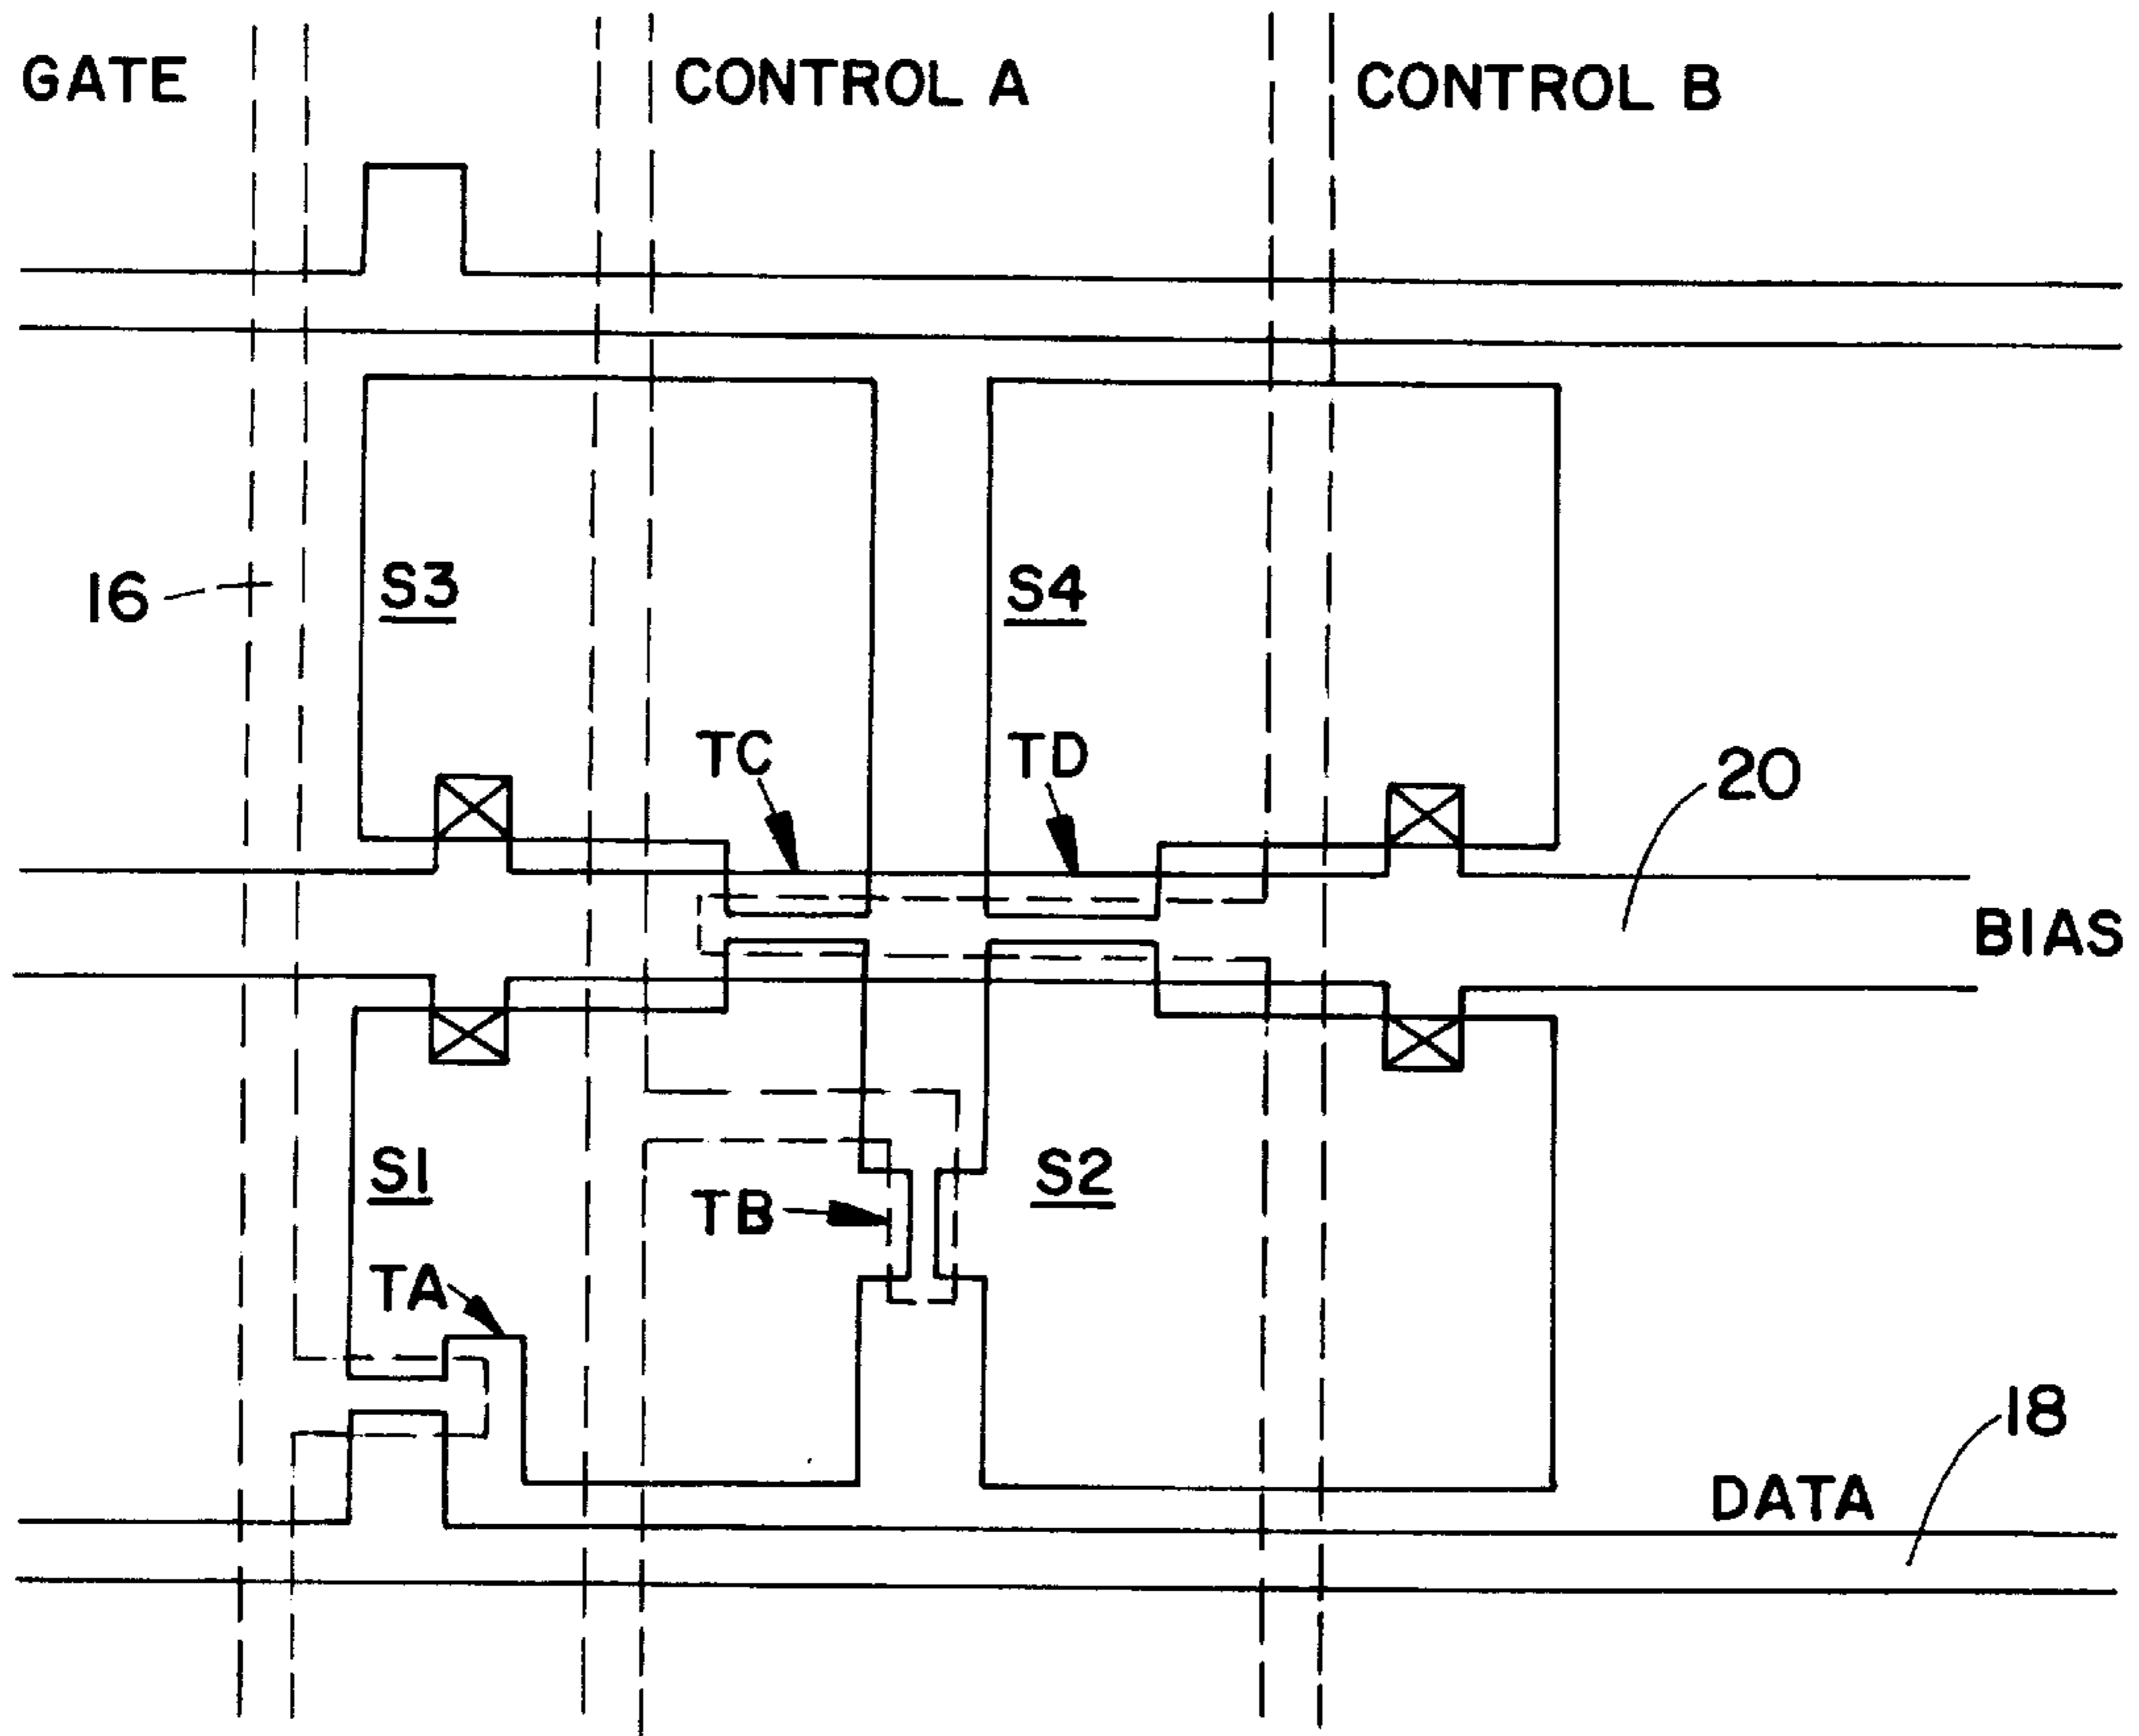 GATE
CONTROL A
CONTROL B
16
S3
S4
TC
TD
20
BIAS
S1
S2
TB
TA
18
DATA